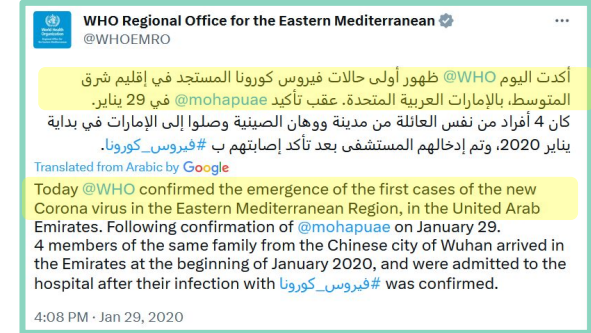 WHO Regional Office for the Eastern Mediterranean
@WHOEMRO
أكدت اليوم @WHO ظهور أولى حالات فيروس كورونا المستجد في إقليم شرق
المتوسط، بالإمارات العربية المتحدة. عقب تأكيد @mohapuae في 29 يناير.
كان 4 أفراد من نفس العائلة من مدينة ووهان الصينية وصلوا إلى الإمارات في بداية
يناير 2020، وتم إدخالهم المستشفى بعد تأكد إصابتهم ب #فيروس_كورونا.
Translated from Arabic by Google
Today @WHO confirmed the emergence of the first cases of the new
Corona virus in the Eastern Mediterranean Region, in the United Arab
Emirates. Following confirmation of @mohapuae on January 29.
4 members of the same family from the Chinese city of Wuhan arrived in
the Emirates at the beginning of January 2020, and were admitted to the
hospital after their infection with #فيروس_كورونا was confirmed.
4:08 PM · Jan 29, 2020